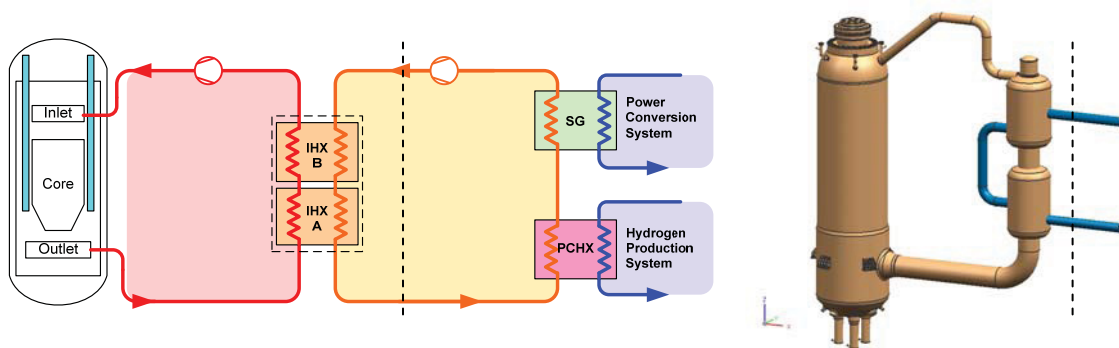 Inlet
Core
Outlet
IHX
B
IHX
A
SG
Power
Conversion
System
PCHX
Hydrogen
Production
System
Z
X